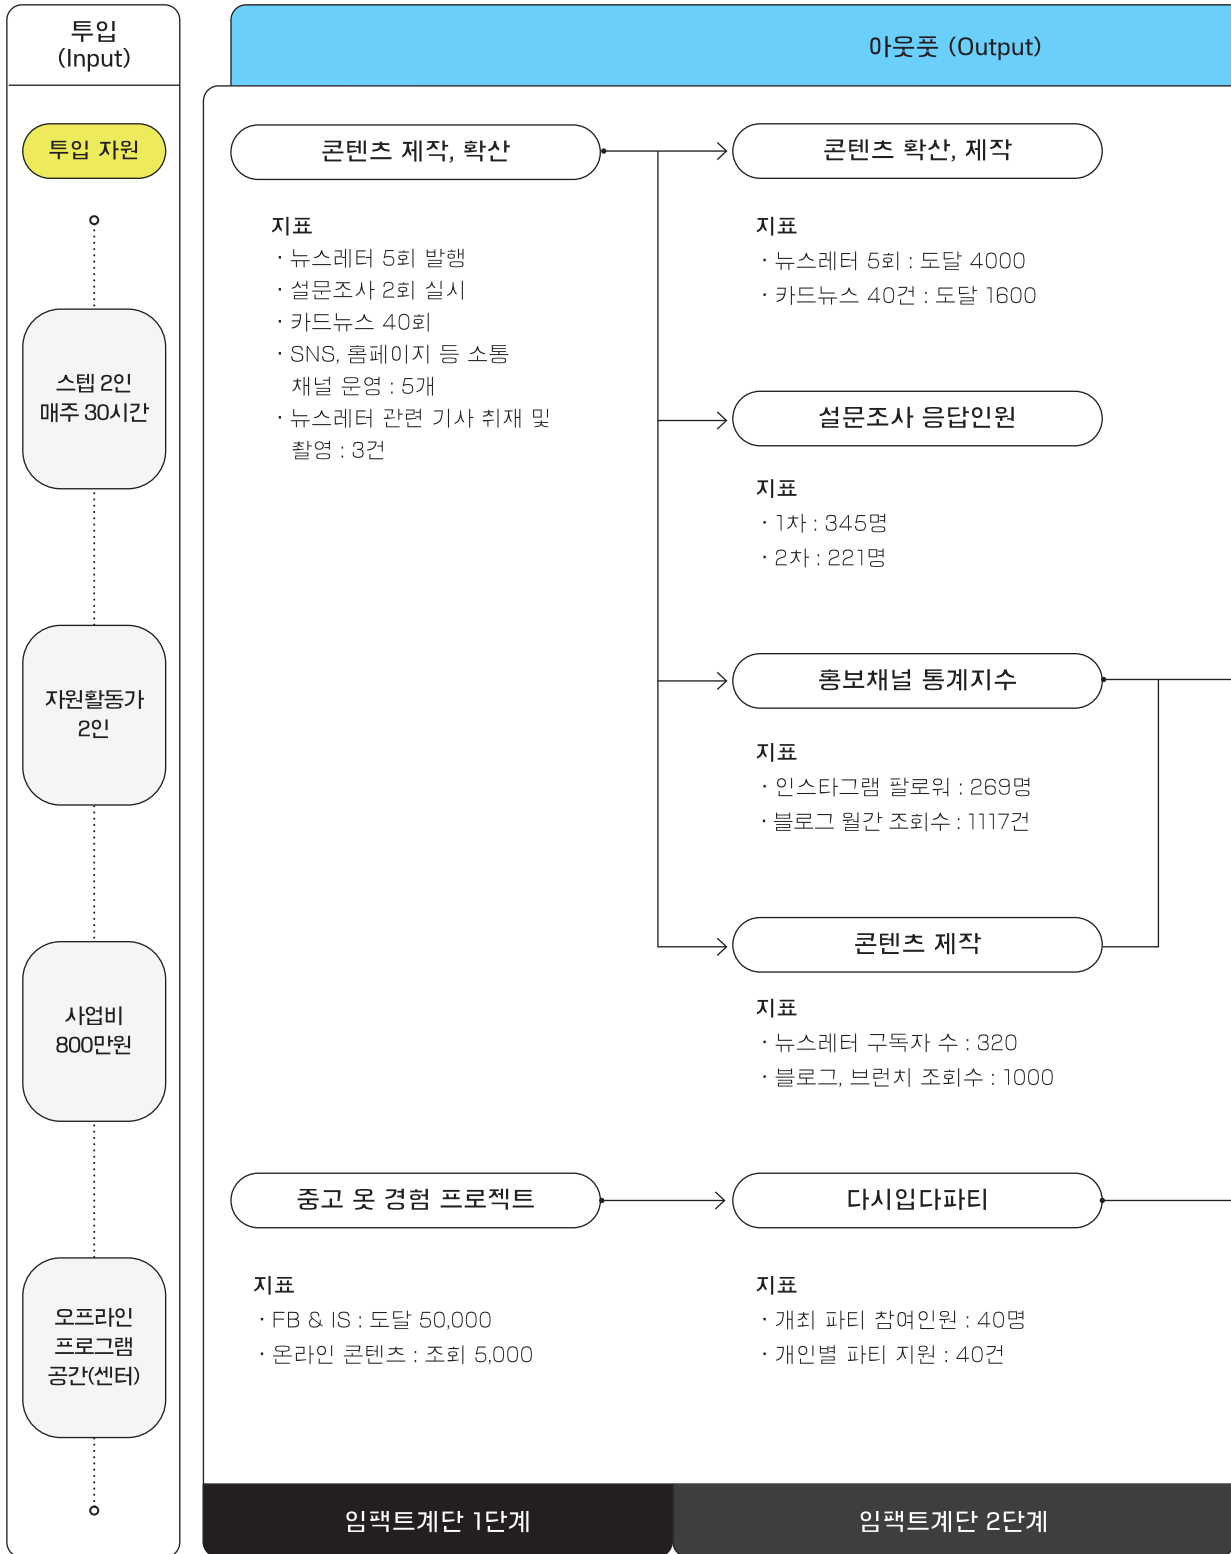 투입
(Input)
투입 자원
스텝 2인
매주 30시간
자원활동가
2인
사업비
800만원
오프라인
프로그램
공간(센터)
아웃풋 (Output)
콘텐츠 제작, 확산
지표
· 뉴스레터 5회 발행
· 설문조사 2회 실시
· 카드뉴스 40회
· SNS, 홈페이지 등 소통
채널 운영 : 5개
· 뉴스레터 관련 기사 취재 및
촬영 : 3건
콘텐츠 확산, 제작
지표
· 뉴스레터 5회 : 도달 4000
· 카드뉴스 40건 : 도달 1600
설문조사 응답인원
지표
· 1차 : 345명
· 2차 : 221명
홍보채널 통계지수
지표
· 인스타그램 팔로워 : 269명
· 블로그 월간 조회수 : 1117건
콘텐츠 제작
지표
· 뉴스레터 구독자 수 : 320
· 블로그, 브런치 조회수 : 1000
중고 옷 경험 프로젝트
지표
· FB & IS : 도달 50,000
· 온라인 콘텐츠 : 조회 5,000
다시입다파티
지표
· 개최 파티 참여인원 : 40명
· 개인별 파티 지원 : 40건
임팩트계단 1단계
임팩트계단 2단계